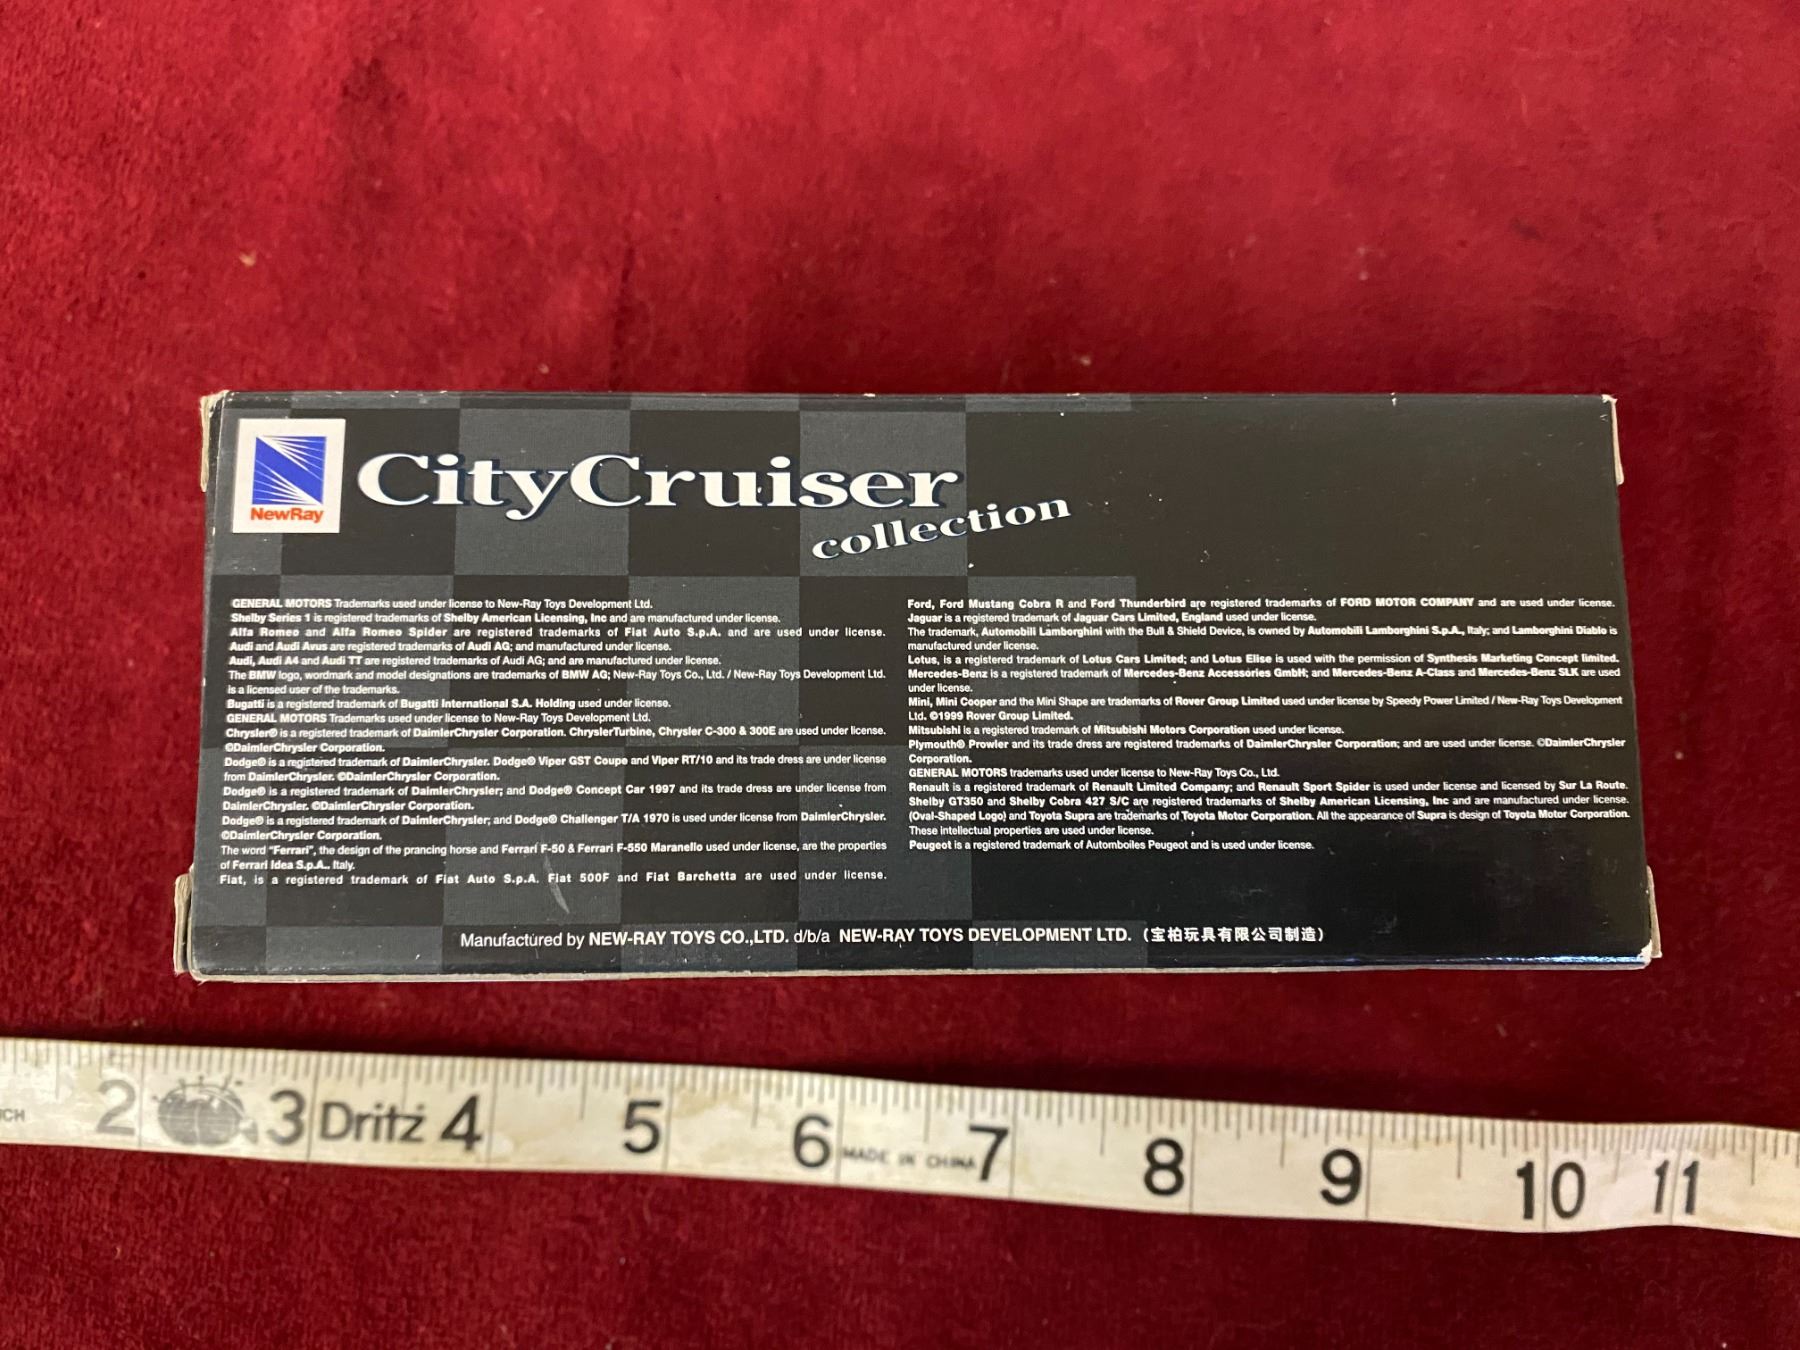 NewRay
CityCruiser
collection
GENERAL MOTORS Trademarks used under license to New-Ray Toys Development Ltd.
Shelby Series 1 is registered trademarks of Shelby American Licensing, Inc and are manufactured under license.
Alfa Romeo and Alfa Romeo Spider are registered trademarks of Fiat Auto S.p.A. and are used under license.
Audi and Audi Avus are registered trademarks of Audi AG; and manufactured under license.
Audi, Audi A4 and Audi TT are registered trademarks of Audi AG; and are manufactured under license.
The BMW logo, wordmark and model designations are trademarks of BMW AG; New-Ray Toys Co., Ltd. / New-Ray Toys Development Ltd.
is a licensed user of the trademarks.
Bugatti is a registered trademark of Bugatti International S.A. Holding used under license.
GENERAL MOTORS Trademarks used under license to New-Ray Toys Development Ltd.
Chrysler® is a registered trademark of DaimlerChrysler Corporation. ChryslerTurbine, Chrysler C-300 & 300E are used under license.
©DaimlerChrysler Corporation.
Dodge® is a registered trademark of DaimlerChrysler. Dodge® Viper GST Coupe and Viper RT/10 and its trade dress are under license
from DaimlerChrysler. ©DaimlerChrysler Corporation.
Dodge® is a registered trademark of DaimlerChrysler; and Dodge® Concept Car 1997 and its trade dress are under license from
DaimlerChrysler. ©DaimlerChrysler Corporation.
Dodge® is a registered trademark of DaimlerChrysler; and Dodge® Challenger T/A 1970 is used under license from DaimlerChrysler.
©DaimlerChrysler Corporation.
The word "Ferrari", the design of the prancing horse and Ferrari F-50 & Ferrari F-550 Maranello used under license, are the properties
of Ferrari Idea S.p.A.. Italy.
Fiat, is a registered trademark of Fiat Auto S.p.A. Fiat 500F and Fiat Barchetta are used under license.
Ford, Ford Mustang Cobra R and Ford Thunderbird are registered trademarks of FORD MOTOR COMPANY and are used under license.
Jaguar is a registered trademark of Jaguar Cars Limited, England used under license.
The trademark, Automobili Lamborghini with the Bull & Shield Device, is owned by Automobili Lamborghini S.p.A., Italy; and Lamborghini Diablo is
manufactured under license.
Lotus, is a registered trademark of Lotus Cars Limited; and Lotus Elise is used with the permission of Synthesis Marketing Concept limited.
Mercedes-Benz is a registered trademark of Mercedes-Benz Accessories GmbH; and Mercedes-Benz A-Class and Mercedes-Benz SLK are used
under license.
Mini, Mini Cooper and the Mini Shape are trademarks of Rover Group Limited used under license by Speedy Power Limited / New-Ray Toys Development
Ltd. ©1999 Rover Group Limited.
Mitsubishi is a registered trademark of Mitsubishi Motors Corporation used under license.
Plymouth® Prowler and its trade dress are registered trademarks of DaimlerChrysler Corporation; and are used under license. ©DaimlerChrysler
Corporation.
GENERAL MOTORS trademarks used under license to New-Ray Toys Co., Ltd.
Renault is a registered trademark of Renault Limited Company; and Renault Sport Spider is used under license and licensed by Sur La Route.
Shelby GT350 and Shelby Cobra 427 S/C are registered trademarks of Shelby American Licensing, Inc and are manufactured under license.
(Oval-Shaped Logo) and Toyota Supra are trademarks of Toyota Motor Corporation. All the appearance of Supra is design of Toyota Motor Corporation.
These intellectual properties are used under license.
Peugeot is a registered trademark of Automboiles Peugeot and is used under license.
Manufactured by NEW-RAY TOYS CO.,LTD. d/b/a NEW-RAY TOYS DEVELOPMENT LTD. (宝柏玩具有限公司制造)
2 3 Dritz 4 5 6 MADE IN CHINA 7 8 9 10 11